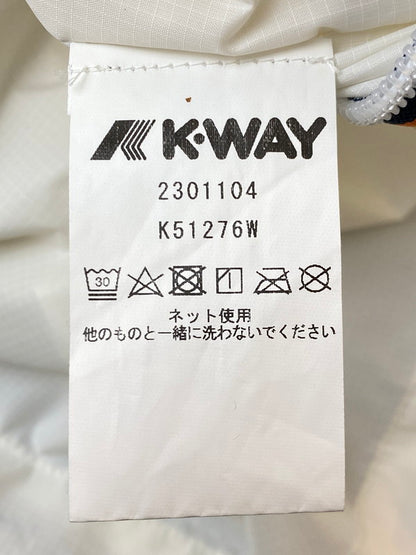 K·WAY
2301104
K51276W
30
ネット使用
他のものと一緒に洗わないでください